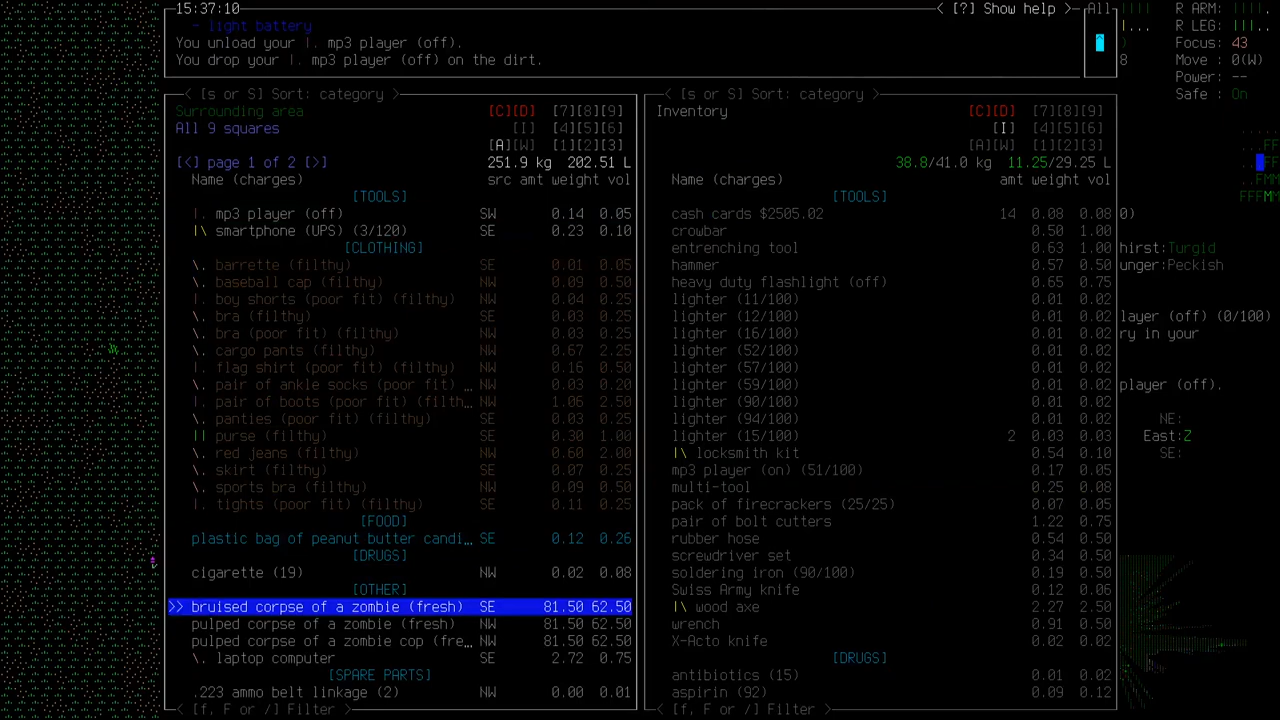 15:37:10
< [?] Show help >
All
R ARM: ||||.
- light battery
R LEG: |||.
You unload your |. mp3 player (off).
Focus: 43
You drop your |. mp3 player (off) on the dirt.
8
Move : 0(W)
Power: --
Safe : On
< [s or S] Sort: category >
Surrounding area [C][D] [7][8][9]
All 9 squares [I] [4][5][6]
[A][W] [1][2][3]
[<] page 1 of 2 [>] 251.9 kg 202.51 L
Name (charges) src amt weight vol
[TOOLS]
|. mp3 player (off) SW 0.14 0.05
|\ smartphone (UPS) (3/120) SE 0.23 0.10
[CLOTHING]
\. barrette (filthy) SE 0.01 0.05
\. baseball cap (filthy) NW 0.09 0.50
|. boy shorts (poor fit) (filthy) NW 0.04 0.25
\. bra (filthy) SE 0.03 0.25
\. bra (poor fit) (filthy) NW 0.03 0.25
\. cargo pants (filthy) NW 0.67 2.25
|. flag shirt (poor fit) (filthy) NW 0.16 0.50
\. pair of ankle socks (poor fit) … NW 0.03 0.20
|. pair of boots (poor fit) (filth… NW 1.06 2.50
\. panties (poor fit) (filthy) NW 0.03 0.25
|| purse (filthy) SE 0.30 1.00
\. red jeans (filthy) SE 0.60 2.00
\. skirt (filthy) SE 0.07 0.25
\. sports bra (filthy) NW 0.09 0.50
|. tights (poor fit) (filthy) SE 0.11 0.25
[FOOD]
plastic bag of peanut butter candi… SE 0.12 0.26
[DRUGS]
cigarette (19) NW 0.02 0.08
[OTHER]
>> bruised corpse of a zombie (fresh) SE 81.50 62.50
pulped corpse of a zombie (fresh) NW 81.50 62.50
pulped corpse of a zombie cop (fre… NW 81.50 62.50
\. laptop computer SE 2.72 0.75
[SPARE PARTS]
.223 ammo belt linkage (2) NW 0.00 0.01
< [f, F or /] Filter >
< [s or S] Sort: category >
Inventory [C][D] [7][8][9]
[I] [4][5][6]
[A][W] [1][2][3]
38.8/41.0 kg 11.25/29.25 L
Name (charges) amt weight vol
[TOOLS]
cash cards $2505.02 14 0.08 0.08
crowbar 0.50 1.00
entrenching tool 0.63 1.00
hammer 0.57 0.50
heavy duty flashlight (off) 0.65 0.75
lighter (11/100) 0.01 0.02
lighter (12/100) 0.01 0.02
lighter (16/100) 0.01 0.02
lighter (52/100) 0.01 0.02
lighter (57/100) 0.01 0.02
lighter (59/100) 0.01 0.02
lighter (90/100) 0.01 0.02
lighter (94/100) 0.01 0.02
lighter (15/100) 2 0.03 0.03
|\ locksmith kit 0.54 0.10
mp3 player (on) (51/100) 0.17 0.05
multi-tool 0.25 0.08
pack of firecrackers (25/25) 0.07 0.05
pair of bolt cutters 1.22 0.75
rubber hose 0.54 0.50
screwdriver set 0.34 0.50
soldering iron (90/100) 0.19 0.50
Swiss Army knife 0.12 0.06
|\ wood axe 2.27 2.50
wrench 0.91 0.50
X-Acto knife 0.02 0.02
[DRUGS]
antibiotics (15) 0.01 0.02
aspirin (92) 0.09 0.12
< [f, F or /] Filter >
0)
hirst:Turgid
unger:Peckish
layer (off) (0/100)
ry in your
player (off).
NE:
East:Z
SE: